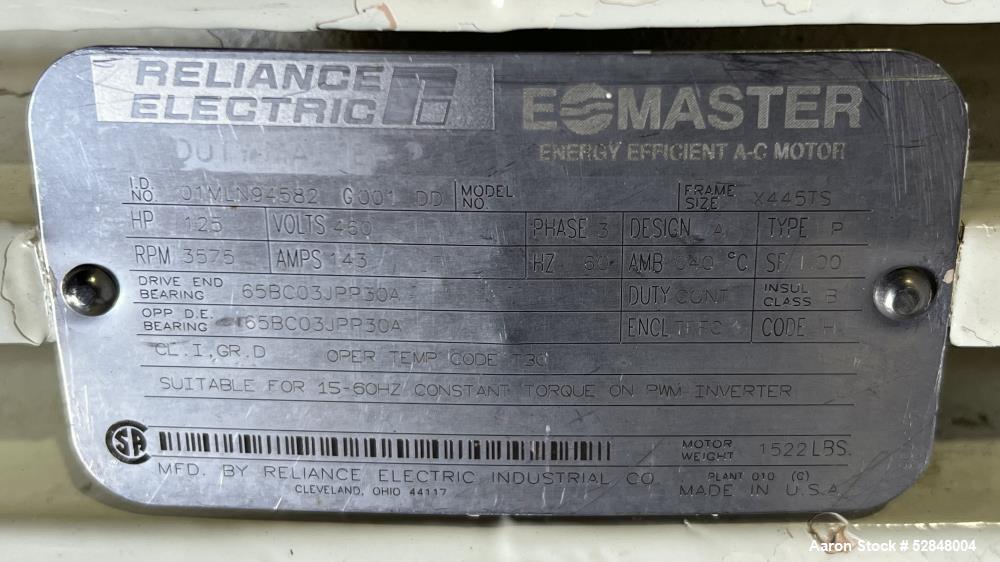 RELIANCE ELECTRIC
E MASTER
DUTY MASTER
ENERGY EFFICIENT A-C MOTOR
I.D. NO. 01MLN94582 G001 DD MODEL NO. FRAME SIZE X445TS
HP 125 VOLTS 460 PHASE 3 DESIGN A TYPE P
RPM 3575 AMPS 143 HZ 60 AMB 040 °C SF 1.00
DRIVE END BEARING 65BC03JPP30A DUTY CONT INSUL CLASS B
OPP D.E. BEARING 65BC03JPP30A ENCL CODE H
CL.I,GR.D OPER TEMP CODE T3C
SUITABLE FOR 15-60HZ CONSTANT TORQUE ON PWM INVERTER
SA MOTOR WEIGHT 1522 LBS.
MFD. BY RELIANCE ELECTRIC INDUSTRIAL CO. PLANT 010 (G)
CLEVELAND, OHIO 44117 MADE IN U.S.A.
Aaron Stock # 52848004